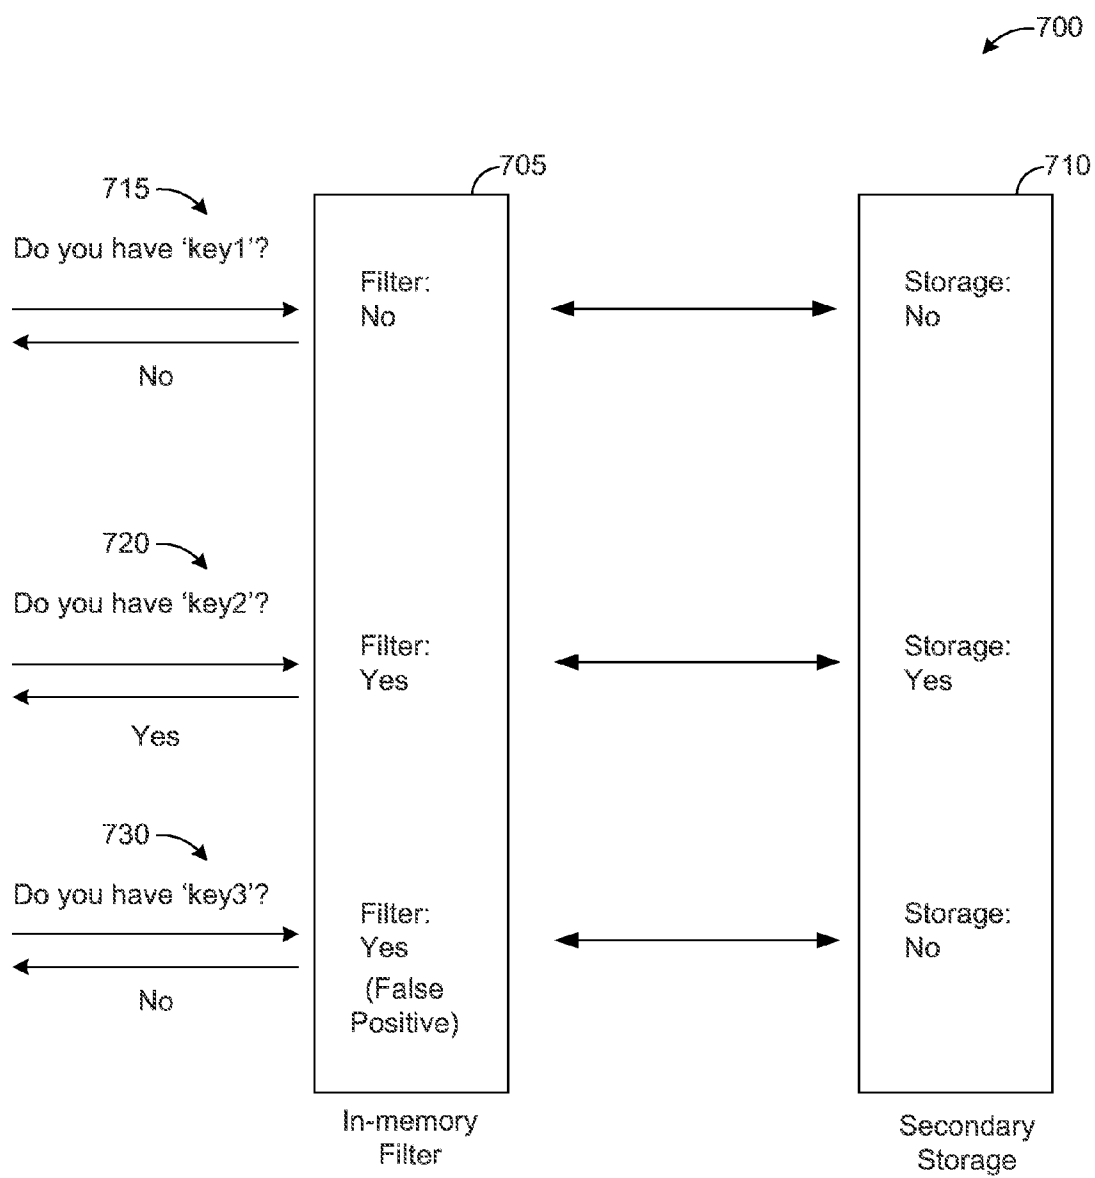 700
705
710
715
Do you have ‘key1’?
Filter:
No
Storage:
No
No
720
Do you have ‘key2’?
Filter:
Yes
Storage:
Yes
Yes
730
Do you have ‘key3’?
Filter:
Yes
(False
Positive)
Storage:
No
No
In-memory
Filter
Secondary
Storage